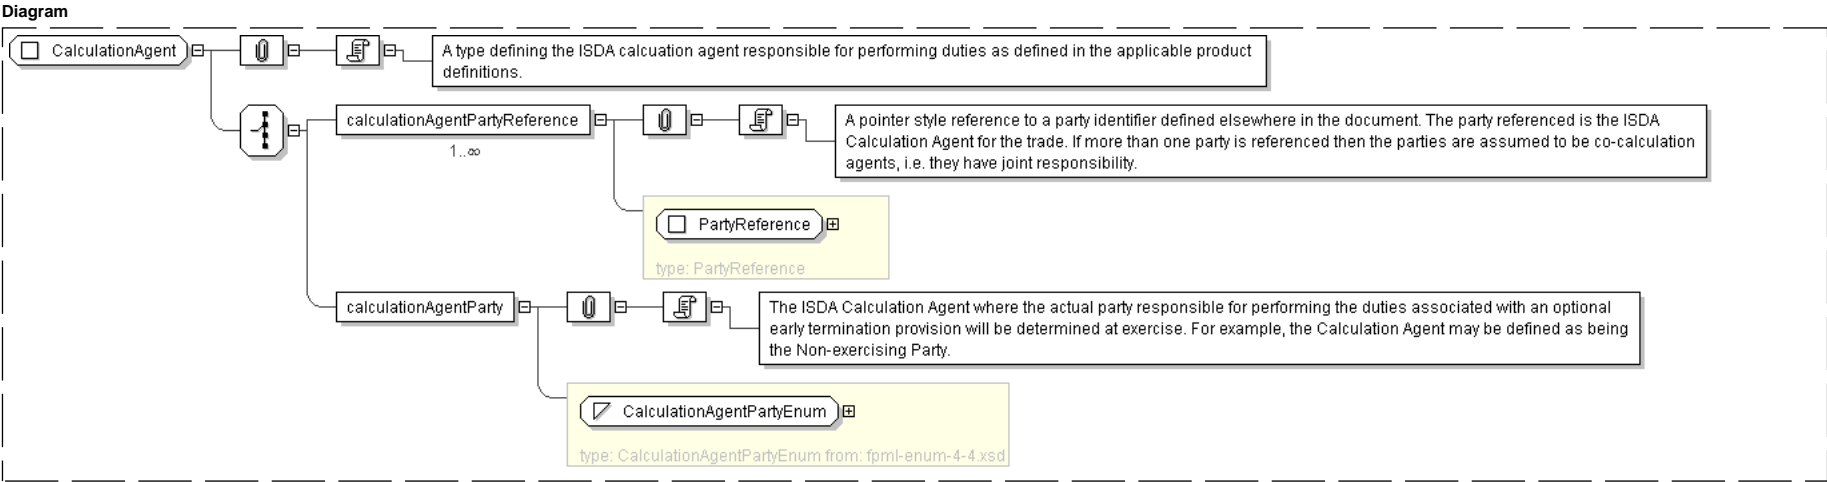 Diagram
CalculationAgent
A type defining the ISDA calcuation agent responsible for performing duties as defined in the applicable product
definitions.
calculationAgentPartyReference
1..∞
A pointer style reference to a party identifier defined elsewhere in the document. The party referenced is the ISDA
Calculation Agent for the trade. If more than one party is referenced then the parties are assumed to be co-calculation
agents, i.e. they have joint responsibility.
PartyReference
type: PartyReference
calculationAgentParty
The ISDA Calculation Agent where the actual party responsible for performing the duties associated with an optional
early termination provision will be determined at exercise. For example, the Calculation Agent may be defined as being
the Non-exercising Party.
CalculationAgentPartyEnum
type: CalculationAgentPartyEnum from: fpml-enum-4-4.xsd